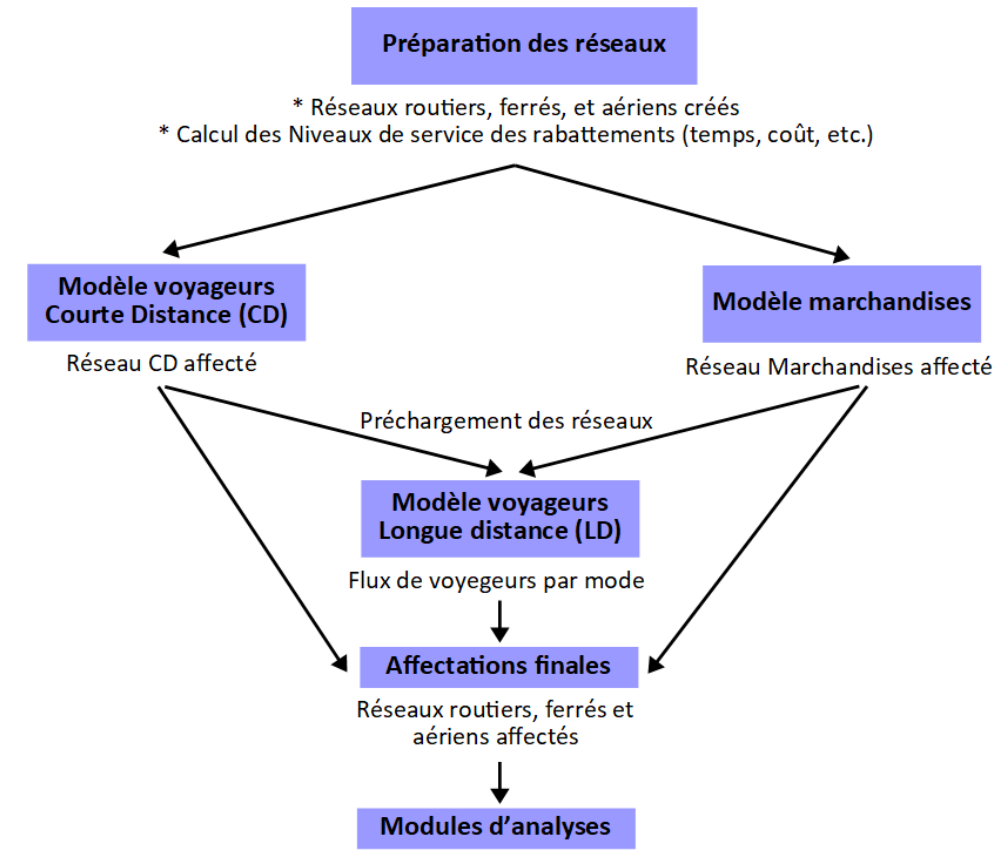 Préparation des réseaux
* Réseaux routiers, ferrés, et aériens créés
* Calcul des Niveaux de service des rabattements (temps, coût, etc.)
Modèle voyageurs
Courte Distance (CD)
Réseau CD affecté
Modèle marchandises
Réseau Marchandises affecté
Préchargement des réseaux
Modèle voyageurs
Longue distance (LD)
Flux de voyegeurs par mode
Affectations finales
Réseaux routiers, ferrés et
aériens affectés
Modules d’analyses